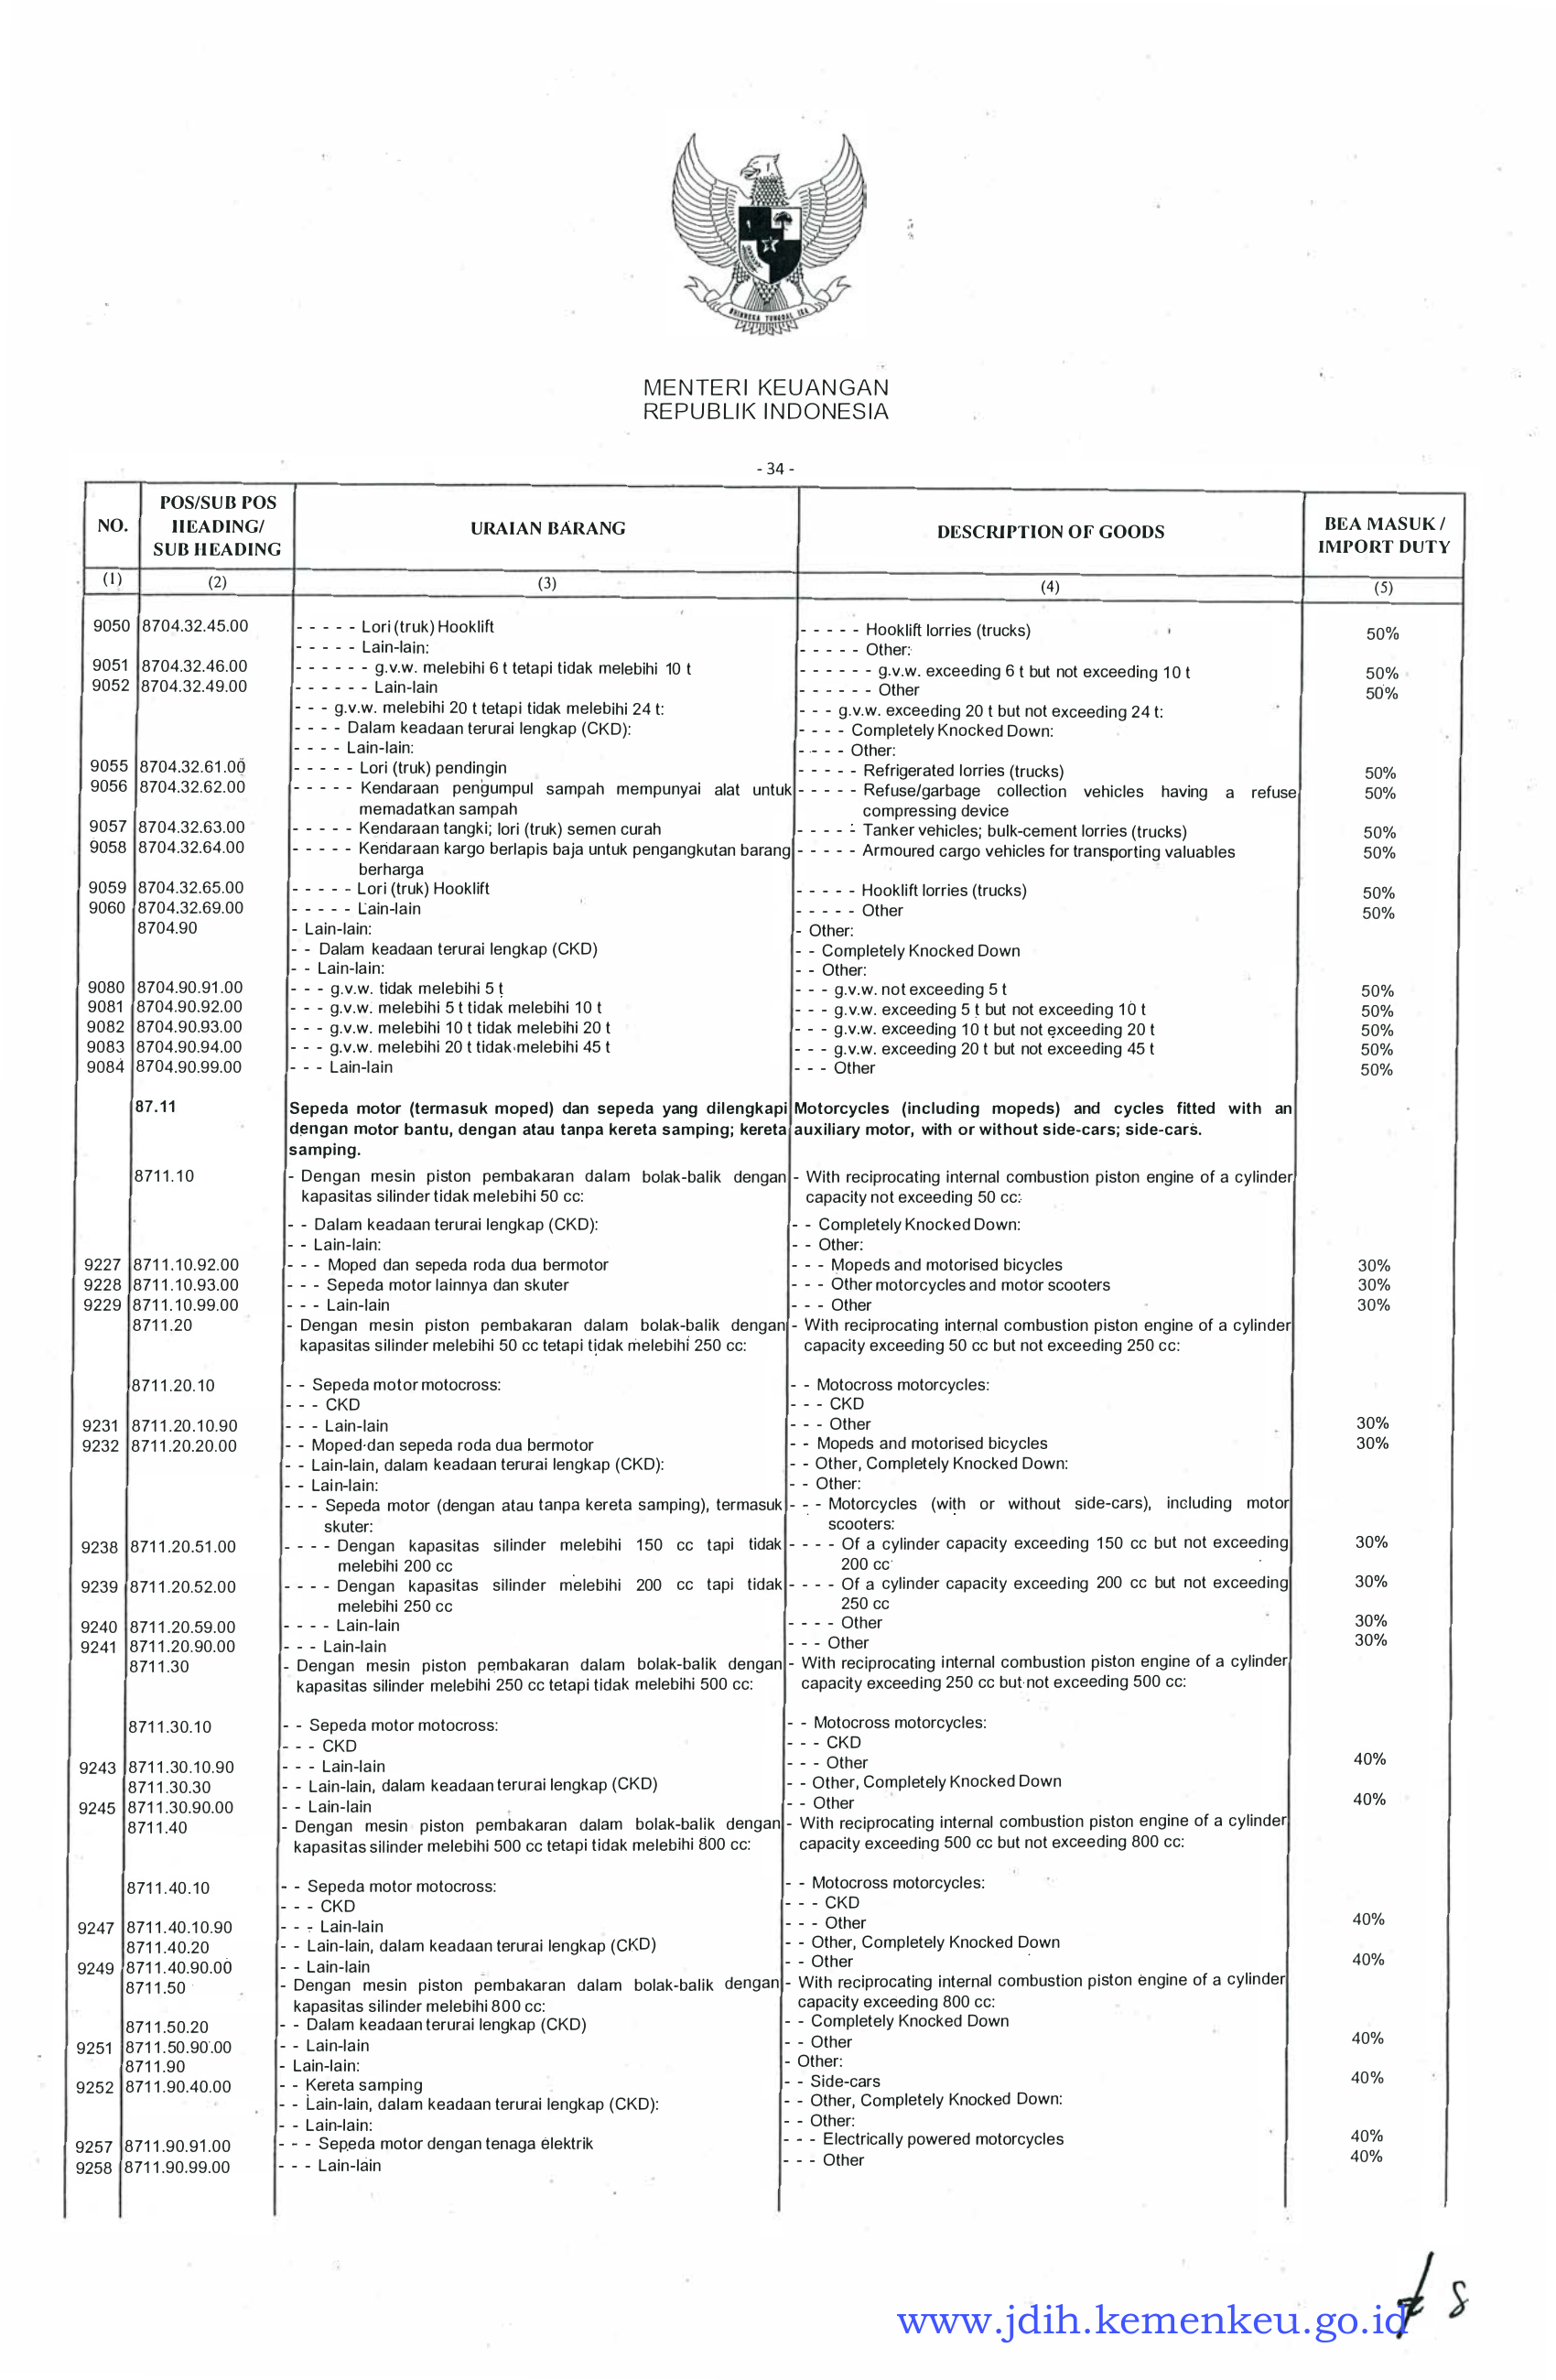 BHINNEKA TUNGGAL IKA
MENTERI KEUANGAN
REPUBLIK INDONESIA
- 34 -
NO. POS/SUB POS HEADING/ SUB HEADING URAIAN BARANG DESCRIPTION OF GOODS BEA MASUK / IMPORT DUTY
(1) (2) (3) (4) (5)
9050 8704.32.45.00 - - - - - Lori (truk) Hooklift - - - - - Hooklift lorries (trucks) 50%
- - - - - Lain-lain: - - - - - Other:
9051 8704.32.46.00 - - - - - - g.v.w. melebihi 6 t tetapi tidak melebihi 10 t - - - - - - g.v.w. exceeding 6 t but not exceeding 10 t 50%
9052 8704.32.49.00 - - - - - - Lain-lain - - - - - - Other 50%
- - - g.v.w. melebihi 20 t tetapi tidak melebihi 24 t: - - - g.v.w. exceeding 20 t but not exceeding 24 t:
- - - - Dalam keadaan terurai lengkap (CKD): - - - - Completely Knocked Down:
- - - - Lain-lain: - - - - Other:
9055 8704.32.61.00 - - - - - Lori (truk) pendingin - - - - - Refrigerated lorries (trucks) 50%
9056 8704.32.62.00 - - - - - Kendaraan pengumpul sampah mempunyai alat untuk - - - - - Refuse/garbage collection vehicles having a refuse 50%
memadatkan sampah compressing device
9057 8704.32.63.00 - - - - - Kendaraan tangki; lori (truk) semen curah - - - - - Tanker vehicles; bulk-cement lorries (trucks) 50%
9058 8704.32.64.00 - - - - - Kendaraan kargo berlapis baja untuk pengangkutan barang - - - - - Armoured cargo vehicles for transporting valuables 50%
berharga
9059 8704.32.65.00 - - - - - Lori (truk) Hooklift - - - - - Hooklift lorries (trucks) 50%
9060 8704.32.69.00 - - - - - Lain-lain - - - - - Other 50%
8704.90 - Lain-lain: - Other:
- - Dalam keadaan terurai lengkap (CKD) - - Completely Knocked Down
- - Lain-lain: - - Other:
9080 8704.90.91.00 - - - g.v.w. tidak melebihi 5 t - - - g.v.w. not exceeding 5 t 50%
9081 8704.90.92.00 - - - g.v.w. melebihi 5 t tidak melebihi 10 t - - - g.v.w. exceeding 5 t but not exceeding 10 t 50%
9082 8704.90.93.00 - - - g.v.w. melebihi 10 t tidak melebihi 20 t - - - g.v.w. exceeding 10 t but not exceeding 20 t 50%
9083 8704.90.94.00 - - - g.v.w. melebihi 20 t tidak melebihi 45 t - - - g.v.w. exceeding 20 t but not exceeding 45 t 50%
9084 8704.90.99.00 - - - Lain-lain - - - Other 50%
87.11 Sepeda motor (termasuk moped) dan sepeda yang dilengkapi Motorcycles (including mopeds) and cycles fitted with an
dengan motor bantu, dengan atau tanpa kereta samping; kereta auxiliary motor, with or without side-cars; side-cars.
samping.
8711.10 - Dengan mesin piston pembakaran dalam bolak-balik dengan - With reciprocating internal combustion piston engine of a cylinder
kapasitas silinder tidak melebihi 50 cc: capacity not exceeding 50 cc:
- - Dalam keadaan terurai lengkap (CKD): - - Completely Knocked Down:
- - Lain-lain: - - Other:
9227 8711.10.92.00 - - - Moped dan sepeda roda dua bermotor - - - Mopeds and motorised bicycles 30%
9228 8711.10.93.00 - - - Sepeda motor lainnya dan skuter - - - Other motorcycles and motor scooters 30%
9229 8711.10.99.00 - - - Lain-lain - - - Other 30%
8711.20 - Dengan mesin piston pembakaran dalam bolak-balik dengan - With reciprocating internal combustion piston engine of a cylinder
kapasitas silinder melebihi 50 cc tetapi tidak melebihi 250 cc: capacity exceeding 50 cc but not exceeding 250 cc:
8711.20.10 - - Sepeda motor motocross: - - Motocross motorcycles:
- - - CKD - - - CKD
9231 8711.20.10.90 - - - Lain-lain - - - Other 30%
9232 8711.20.20.00 - - Moped dan sepeda roda dua bermotor - - Mopeds and motorised bicycles 30%
- - Lain-lain, dalam keadaan terurai lengkap (CKD): - - Other, Completely Knocked Down:
- - Lain-lain: - - Other:
- - - Sepeda motor (dengan atau tanpa kereta samping), termasuk - - - Motorcycles (with or without side-cars), including motor
skuter: scooters:
9238 8711.20.51.00 - - - - Dengan kapasitas silinder melebihi 150 cc tapi tidak - - - - Of a cylinder capacity exceeding 150 cc but not exceeding 30%
melebihi 200 cc 200 cc
9239 8711.20.52.00 - - - - Dengan kapasitas silinder melebihi 200 cc tapi tidak - - - - Of a cylinder capacity exceeding 200 cc but not exceeding 30%
melebihi 250 cc 250 cc
9240 8711.20.59.00 - - - - Lain-lain - - - - Other 30%
9241 8711.20.90.00 - - - Lain-lain - - - Other 30%
8711.30 - Dengan mesin piston pembakaran dalam bolak-balik dengan - With reciprocating internal combustion piston engine of a cylinder
kapasitas silinder melebihi 250 cc tetapi tidak melebihi 500 cc: capacity exceeding 250 cc but not exceeding 500 cc:
8711.30.10 - - Sepeda motor motocross: - - Motocross motorcycles:
- - - CKD - - - CKD
9243 8711.30.10.90 - - - Lain-lain - - - Other 40%
8711.30.30 - - Lain-lain, dalam keadaan terurai lengkap (CKD) - - Other, Completely Knocked Down
9245 8711.30.90.00 - - Lain-lain - - Other 40%
8711.40 - Dengan mesin piston pembakaran dalam bolak-balik dengan - With reciprocating internal combustion piston engine of a cylinder
kapasitas silinder melebihi 500 cc tetapi tidak melebihi 800 cc: capacity exceeding 500 cc but not exceeding 800 cc:
8711.40.10 - - Sepeda motor motocross: - - Motocross motorcycles:
- - - CKD - - - CKD
9247 8711.40.10.90 - - - Lain-lain - - - Other 40%
8711.40.20 - - Lain-lain, dalam keadaan terurai lengkap (CKD) - - Other, Completely Knocked Down
9249 8711.40.90.00 - - Lain-lain - - Other 40%
8711.50 - Dengan mesin piston pembakaran dalam bolak-balik dengan - With reciprocating internal combustion piston engine of a cylinder
kapasitas silinder melebihi 800 cc: capacity exceeding 800 cc:
8711.50.20 - - Dalam keadaan terurai lengkap (CKD) - - Completely Knocked Down
9251 8711.50.90.00 - - Lain-lain - - Other 40%
8711.90 - Lain-lain: - Other:
9252 8711.90.40.00 - - Kereta samping - - Side-cars 40%
- - Lain-lain, dalam keadaan terurai lengkap (CKD): - - Other, Completely Knocked Down:
- - Lain-lain: - - Other:
9257 8711.90.91.00 - - - Sepeda motor dengan tenaga elektrik - - - Electrically powered motorcycles 40%
9258 8711.90.99.00 - - - Lain-lain - - - Other 40%
www.jdih.kemenkeu.go.id